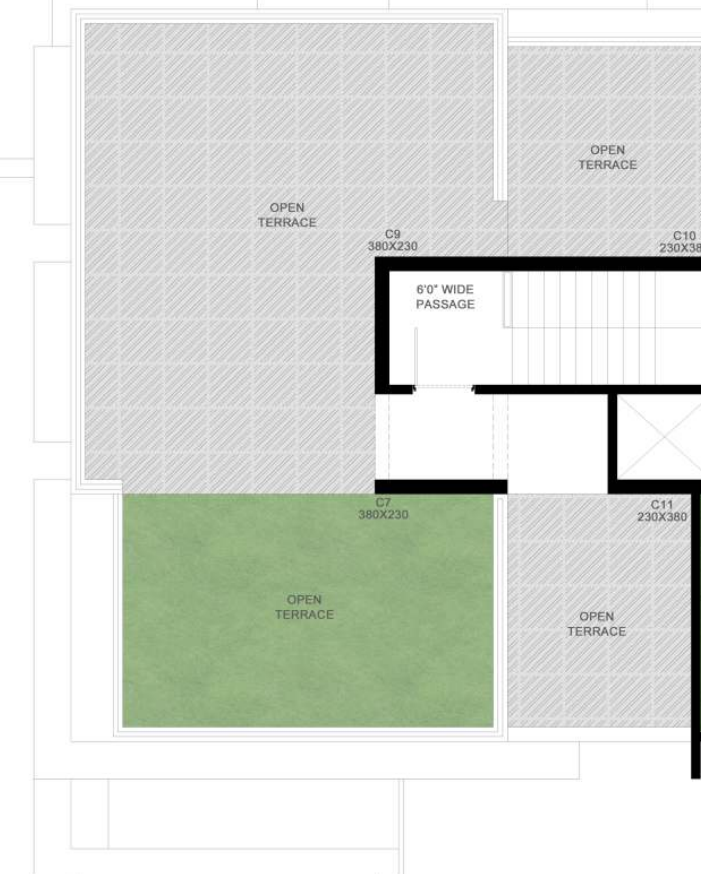 OPEN
TERRACE
OPEN
TERRACE
C9
380X230
C10
230X38
6'0" WIDE
PASSAGE
C7
380X230
C11
230X380
OPEN
TERRACE
OPEN
TERRACE